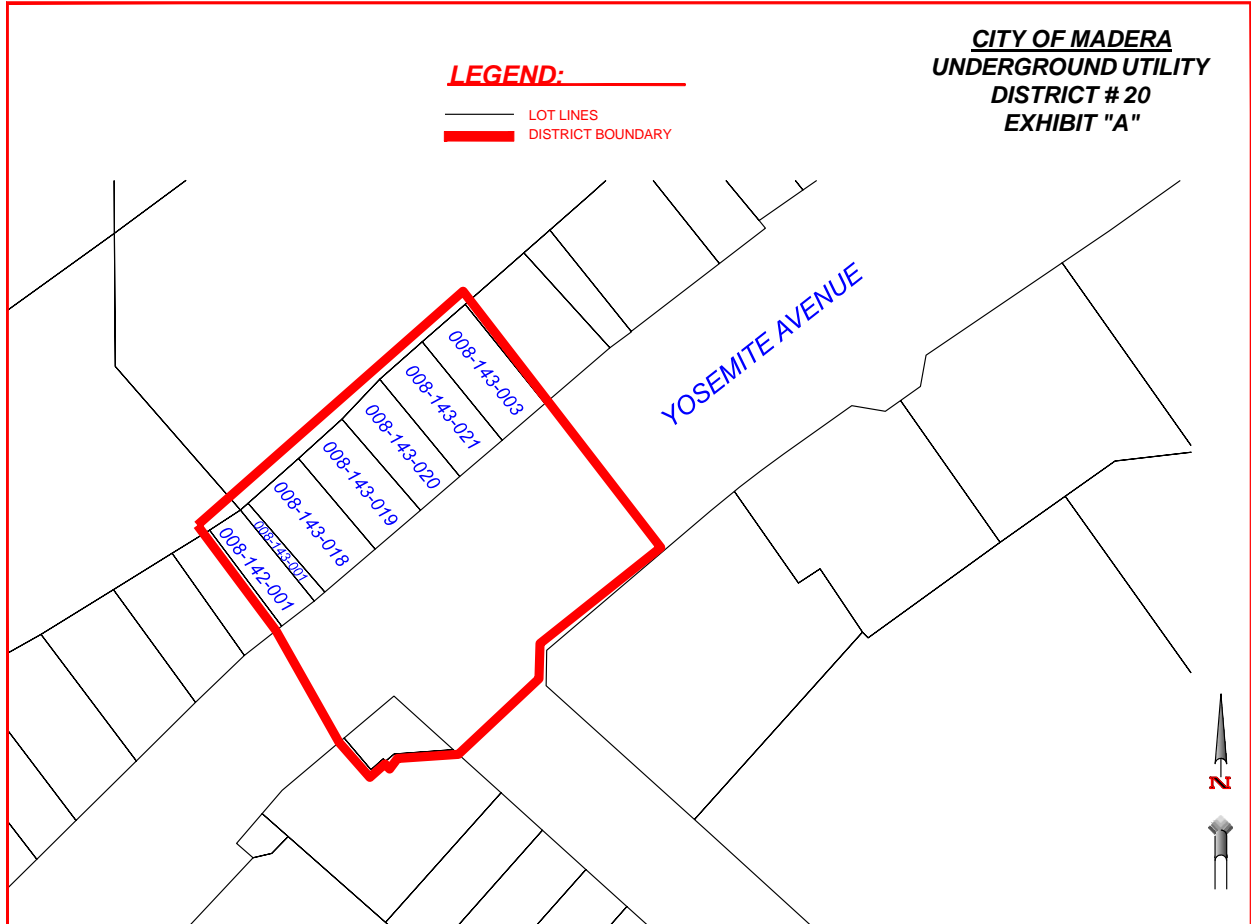 CITY OF MADERA
UNDERGROUND UTILITY
DISTRICT # 20
EXHIBIT "A"
LEGEND:
LOT LINES
DISTRICT BOUNDARY
YOSEMITE AVENUE
008-143-003
008-143-021
008-143-020
008-143-019
008-143-018
008-143-001
008-142-001
N